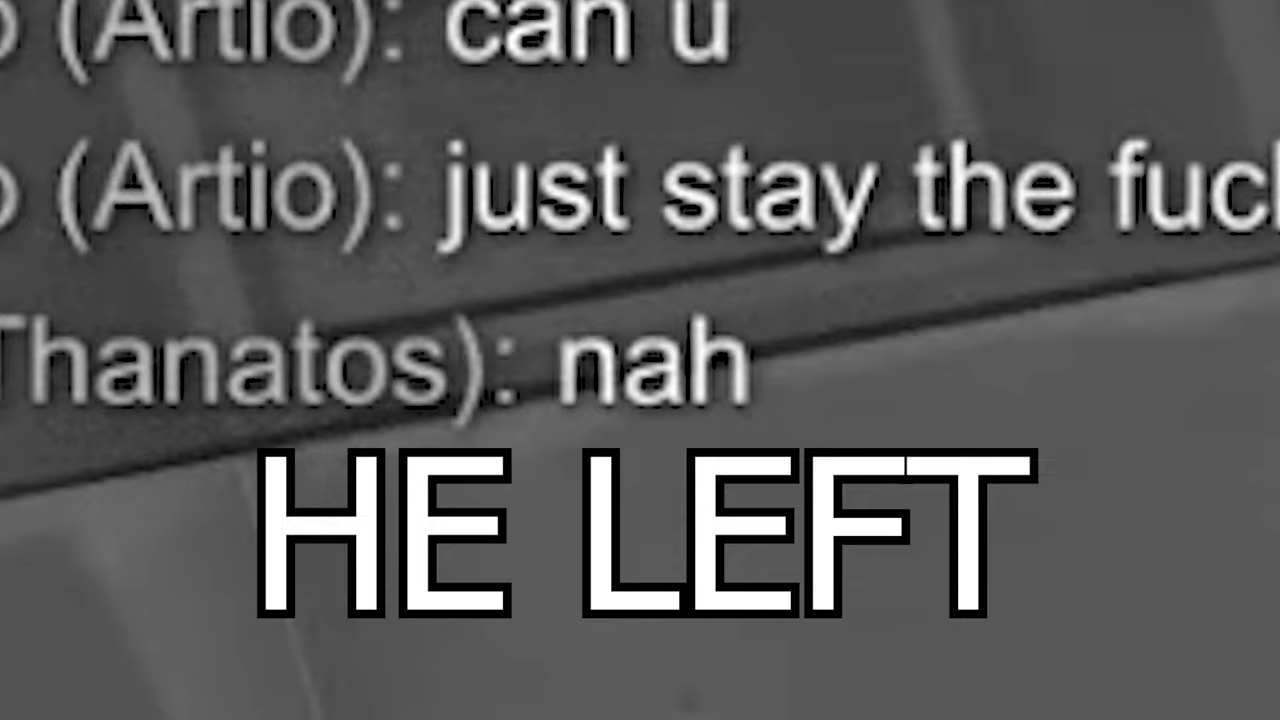 (Artio): can u
(Artio): just stay the fuc
Thanatos): nah
HE LEFT